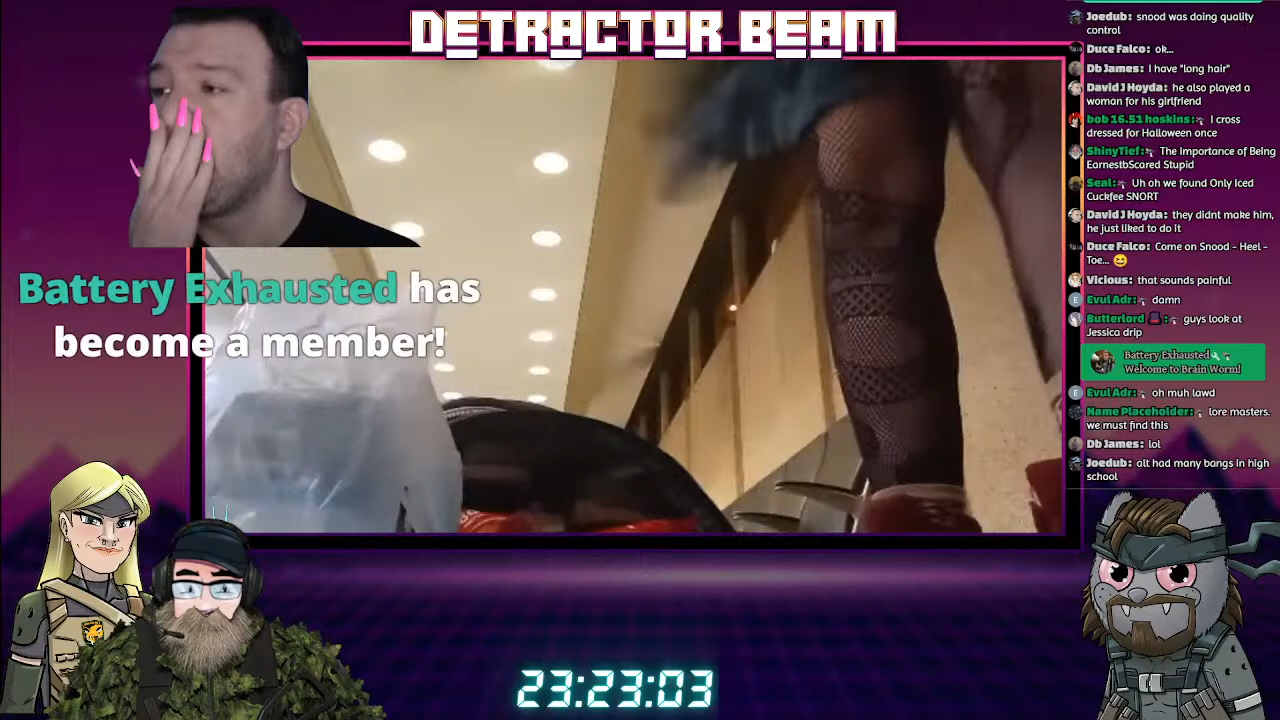 DETRACTOR BEAM
Battery Exhausted has
become a member!
23:23:03
Joedub: snood was doing quality
control
Duce Falco: ok...
Db James: I have "long hair"
David J Hoyda: he also played a
woman for his girlfriend
bob 16.51 hoskins: I cross
dressed for Halloween once
ShinyTief: The Importance of Being
EarnestbScared Stupid
Seal: Uh oh we found Only Iced
Cuckfee SNORT
David J Hoyda: they didnt make him,
he just liked to do it
Duce Falco: Come on Snood - Heel -
Toe... 😆
Vicious: that sounds painful
Evul Adr: damn
Butterlord 🎩: guys look at
Jessica drip
Battery Exhausted
Welcome to Brain Worm!
Evul Adr: oh muh lawd
Name Placeholder: lore masters.
we must find this
Db James: lol
Joedub: all had many bangs in high
school